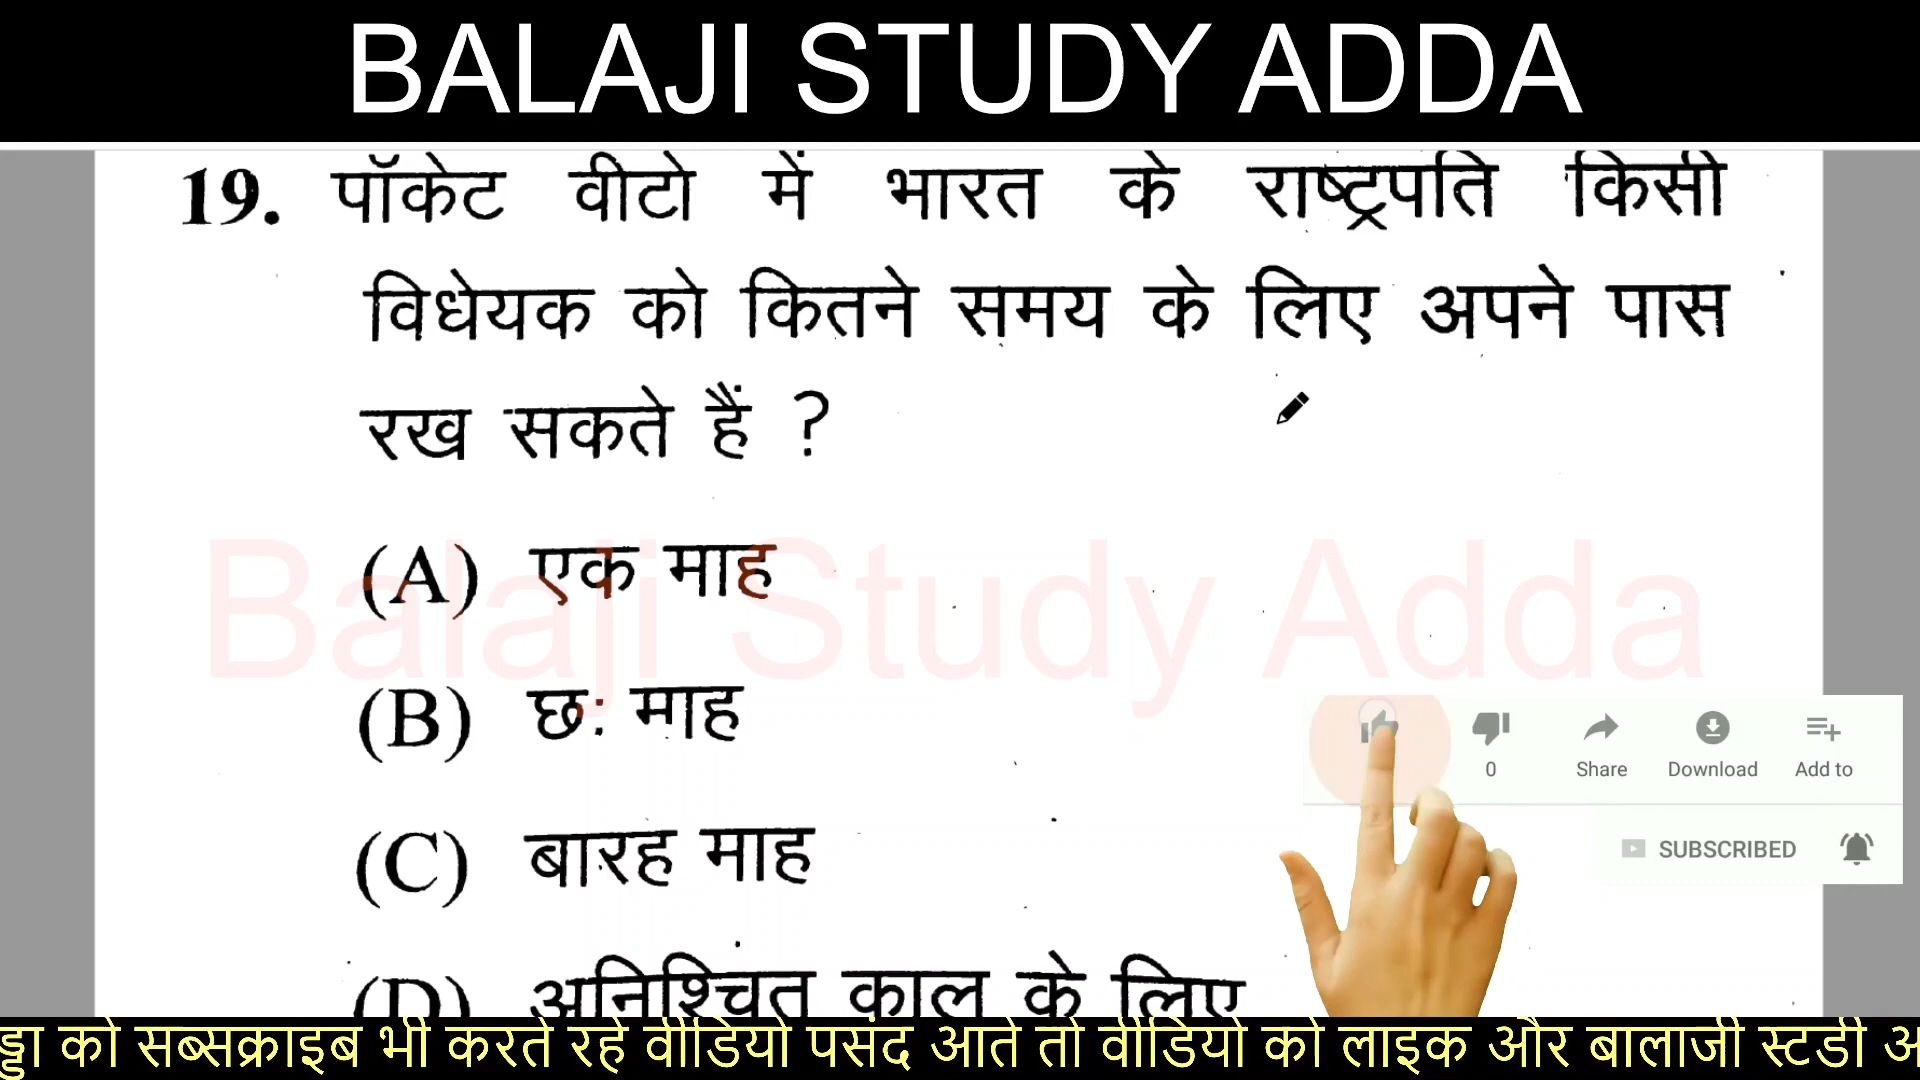 BALAJI STUDY ADDA
19. पॉकेट वीटो में भारत के राष्ट्रपति किसी
विधेयक को कितने समय के लिए अपने पास
रख सकते हैं ?
(A) एक माह
(B) छः माह
(C) बारह माह
(D) अनिश्चित काल के लिए
Balaji Study Adda
0 Share Download Add to
SUBSCRIBED
को सब्सक्राइब भी करते रहे वीडियो पसंद आते तो वीडियो को लाइक और बालाजी स्टडी